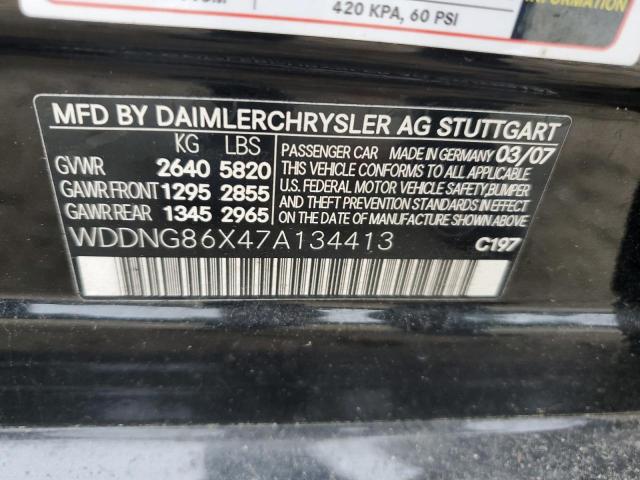 420 KPA, 60 PSI
INFORMATION
MFD BY DAIMLERCHRYSLER AG STUTTGART
KG LBS
GVWR 2640 5820
GAWR FRONT 1295 2855
GAWR REAR 1345 2965
PASSENGER CAR MADE IN GERMANY 03/07
THIS VEHICLE CONFORMS TO ALL APPLICABLE
U.S. FEDERAL MOTOR VEHICLE SAFETY, BUMPER
AND THEFT PREVENTION STANDARDS IN EFFECT
ON THE DATE OF MANUFACTURE SHOWN ABOVE.
WDDNG86X47A134413
C197